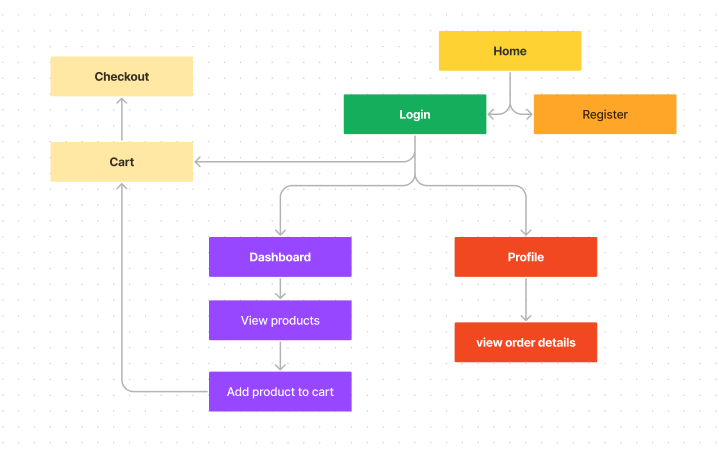 Home
Checkout
Login
Register
Cart
Dashboard
Profile
View products
view order details
Add product to cart